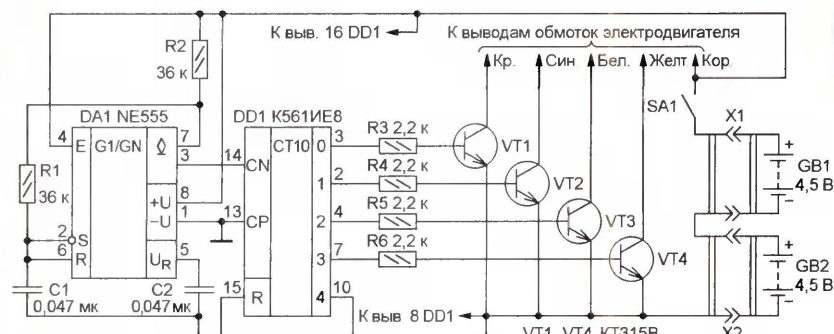 К выв. 16 DD1
К выводам обмоток электродвигателя
Кр. Син Бел. Желт Кор.
R2
36 к
SA1
X1
DA1 NE555
DD1 К561ИЕ8
4 E G1/GN 7
3
R1
36 к
+U 8
−U 1
2 S
6 R
UR 5
C1
0,047 мк
C2
0,047 мк
14 CN
CT10
13 CP
15 R
0 3
1 2
2 4
3 7
4 10
R3 2,2 к
R4 2,2 к
R5 2,2 к
R6 2,2 к
VT1
VT2
VT3
VT4
+
GB1
4,5 В
−
+
GB2
4,5 В
−
К выв 8 DD1
VT1 VT4 КТ315В
X2